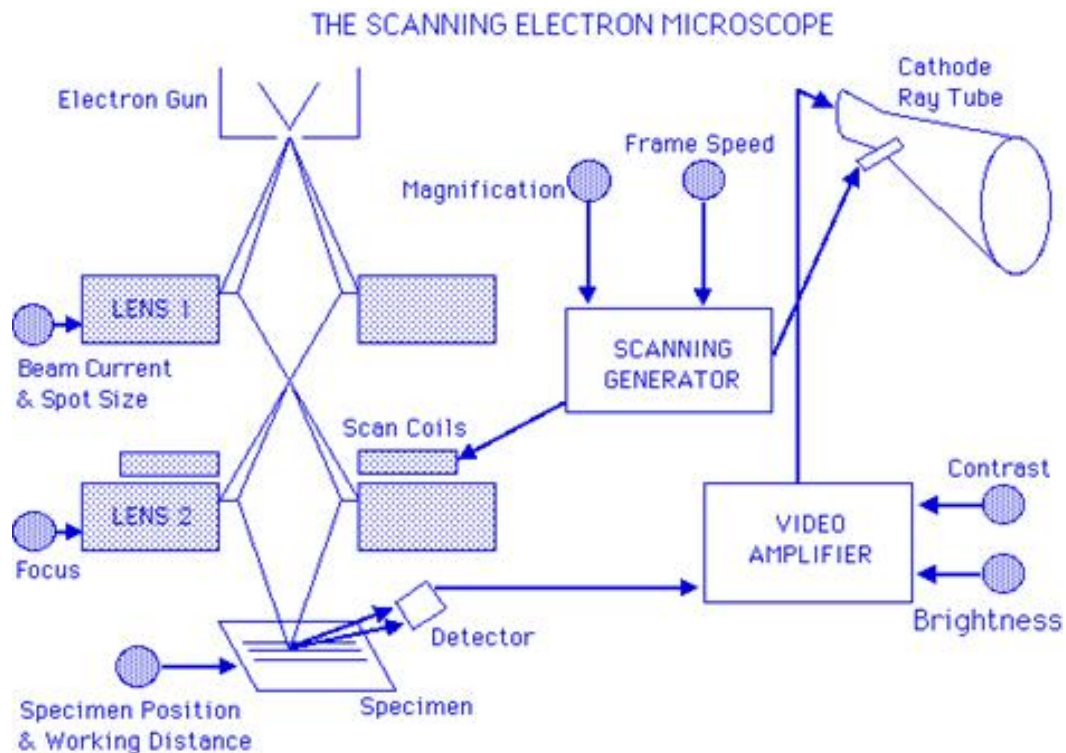 THE SCANNING ELECTRON MICROSCOPE
Electron Gun
Cathode
Ray Tube
Frame Speed
Magnification
LENS 1
Beam Current
& Spot Size
SCANNING
GENERATOR
Scan Coils
LENS 2
Focus
Contrast
VIDEO
AMPLIFIER
Brightness
Detector
Specimen
Specimen Position
& Working Distance